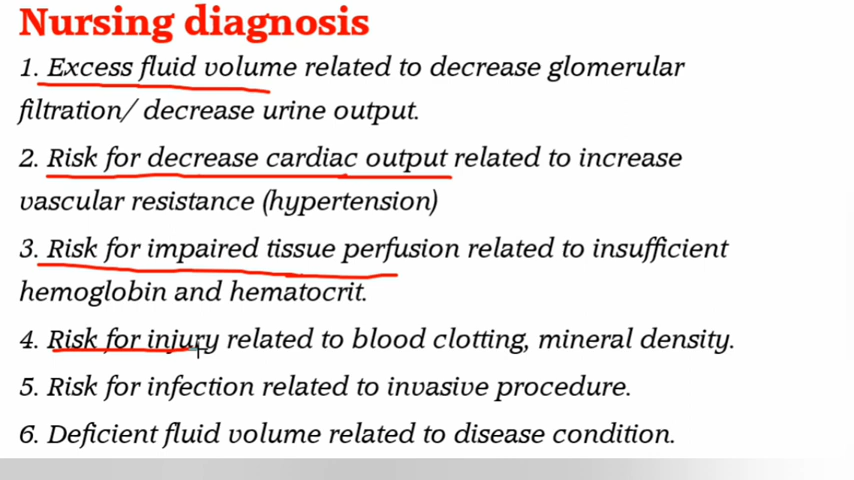 Nursing diagnosis
1. Excess fluid volume related to decrease glomerular
filtration/ decrease urine output.
2. Risk for decrease cardiac output related to increase
vascular resistance (hypertension)
3. Risk for impaired tissue perfusion related to insufficient
hemoglobin and hematocrit.
4. Risk for injury related to blood clotting, mineral density.
5. Risk for infection related to invasive procedure.
6. Deficient fluid volume related to disease condition.